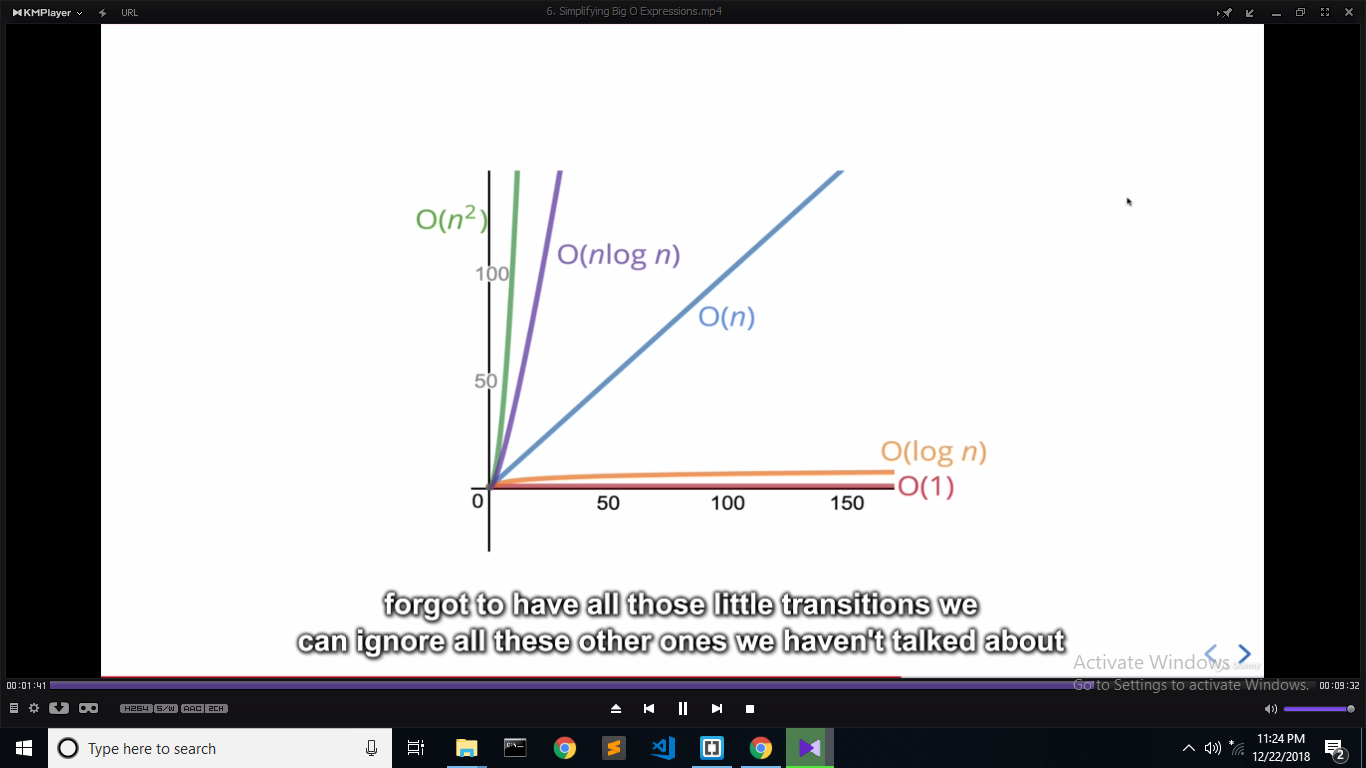 KMPlayer
URL
6. Simplifying Big O Expressions.mp4
O(n²)
O(nlog n)
100
O(n)
50
O(log n)
O(1)
0
50
100
150
forgot to have all those little transitions we
can ignore all these other ones we haven't talked about
Activate Windows
Go to Settings to activate Windows.
00:01:41
00:09:32
H264 S/W AAC 2CH
Type here to search
11:24 PM
12/22/2018
2